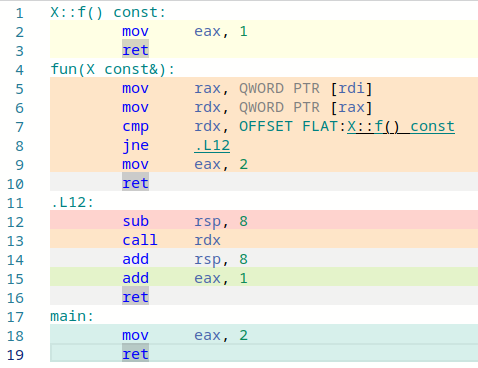 1 X::f() const:
2 mov eax, 1
3 ret
4 fun(X const&):
5 mov rax, QWORD PTR [rdi]
6 mov rdx, QWORD PTR [rax]
7 cmp rdx, OFFSET FLAT:X::f() const
8 jne .L12
9 mov eax, 2
10 ret
11 .L12:
12 sub rsp, 8
13 call rdx
14 add rsp, 8
15 add eax, 1
16 ret
17 main:
18 mov eax, 2
19 ret